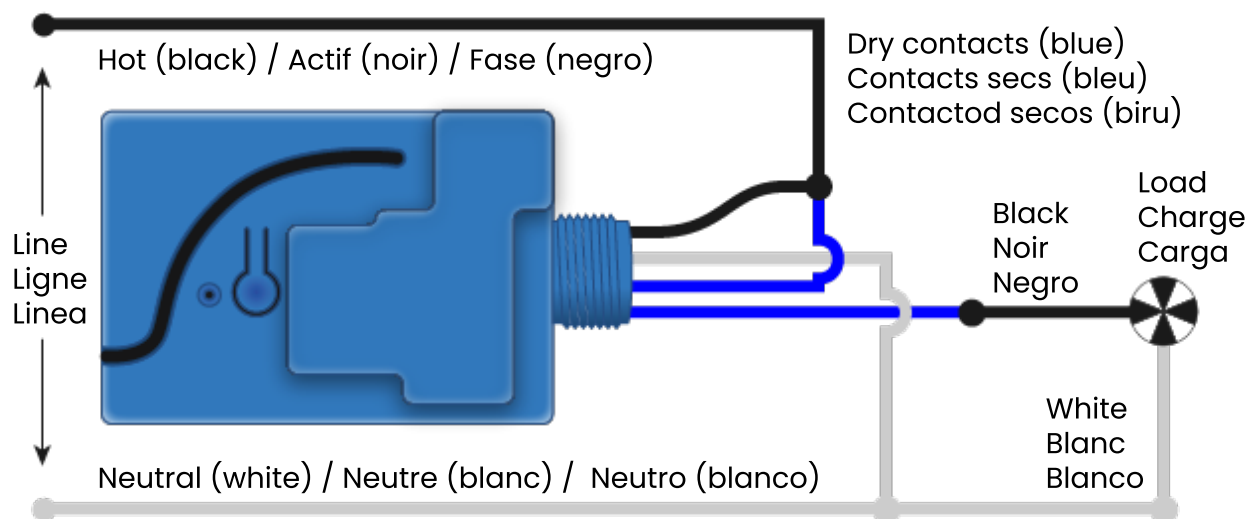 Hot (black) / Actif (noir) / Fase (negro)
Dry contacts (blue)
Contacts secs (bleu)
Contactod secos (biru)
Load
Charge
Carga
Black
Noir
Negro
Line
Ligne
Linea
White
Blanc
Blanco
Neutral (white) / Neutre (blanc) / Neutro (blanco)